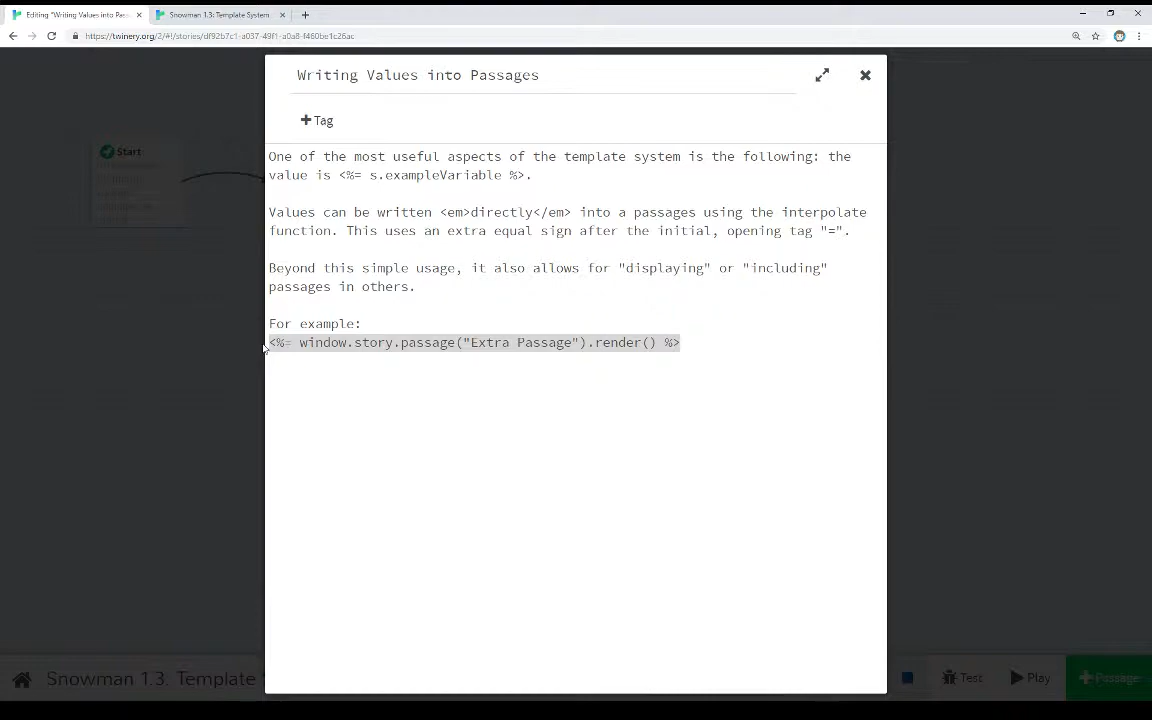 Editing "Writing Values into Pas
Snowman 1.3: Template System
https://twinery.org/2/#!/stories/df92b7c1-a037-49f1-a0a8-f460be1c26ac
Writing Values into Passages
+Tag
Start
One of the most useful aspects of the template system is the following: the
value is <%= s.exampleVariable %>.
Values can be written <em>directly</em> into a passages using the interpolate
function. This uses an extra equal sign after the initial, opening tag "=".
Beyond this simple usage, it also allows for "displaying" or "including"
passages in others.
For example:
<%= window.story.passage("Extra Passage").render() %>
Snowman 1.3. Template
Test
Play
+Passage